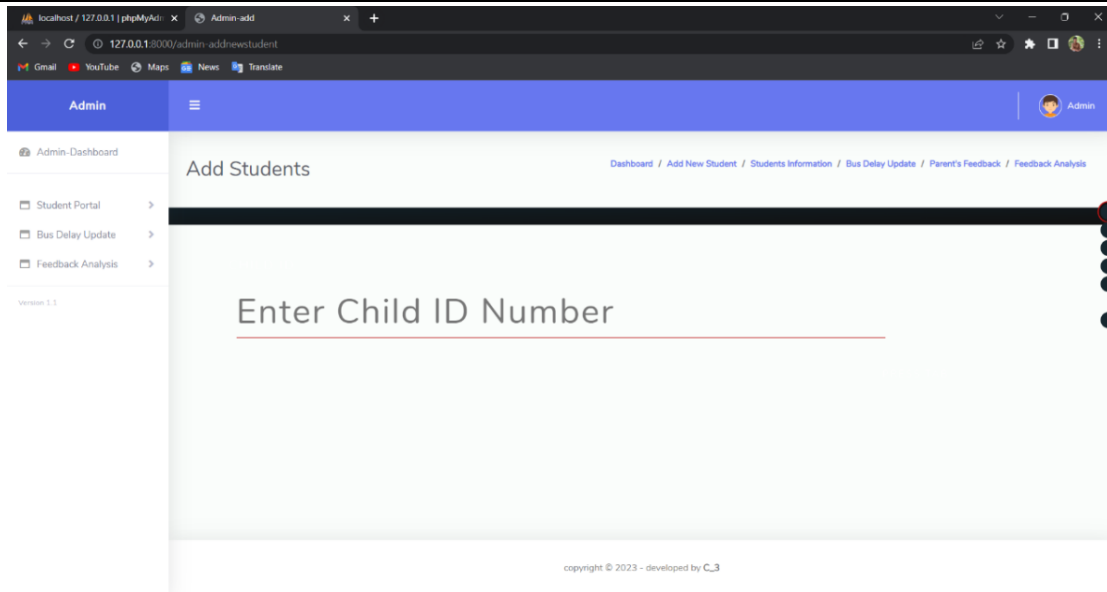 localhost / 127.0.0.1 | phpMyAdn
Admin-add
127.0.0.1:8000/admin-addnewstudent
Gmail YouTube Maps News Translate
Admin
Admin
Admin-Dashboard
Add Students
Dashboard / Add New Student / Students Information / Bus Delay Update / Parent's Feedback / Feedback Analysis
Student Portal
Bus Delay Update
Feedback Analysis
Version 1.1
Enter Child ID Number
copyright © 2023 - developed by C_3